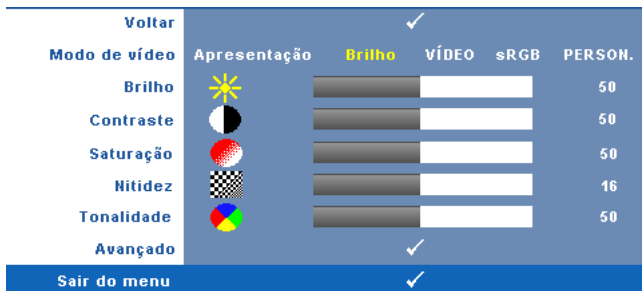 Voltar
Modo de vídeo Apresentação Brilho VÍDEO sRGB PERSON.
Brilho 50
Contraste 50
Saturação 50
Nitidez 16
Tonalidade 50
Avançado
Sair do menu